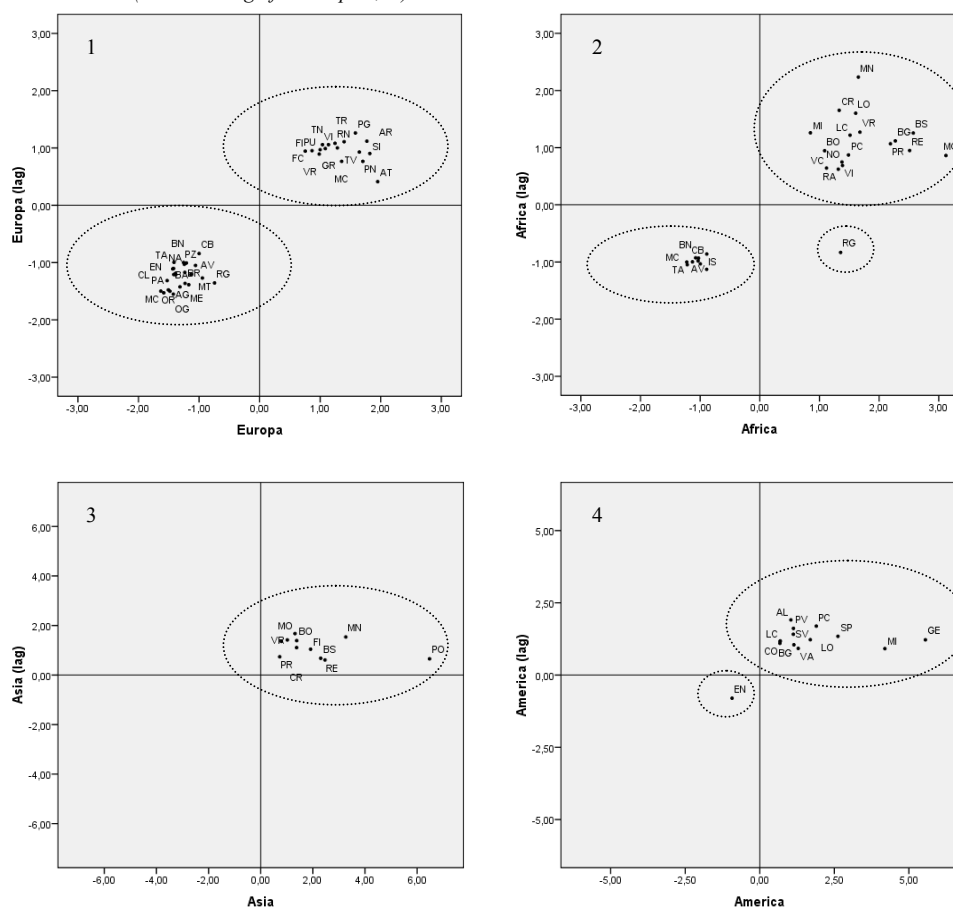 1
3,00
2,00
1,00
0,00
-1,00
-2,00
-3,00
Europa (lag)
TR
PG
TN
RN
AR
FI
PU
VI
SI
FC
GR
TV
PN
VR
MC
AT
BN
CB
TA
NA
PZ
EN
AV
CL
PA
BA
BR
RG
MT
MC
OR
AG
ME
OG
-3,00
-2,00
-1,00
0,00
1,00
2,00
3,00
Europa
2
3,00
2,00
1,00
0,00
-1,00
-2,00
-3,00
Africa (lag)
MN
CR
LO
MI
LC
VR
BG
BS
BO
PC
RE
NO
PR
MO
VC
RA
VI
RG
BN
CB
MC
IS
TA
AV
-3,00
-2,00
-1,00
0,00
1,00
2,00
3,00
Africa
3
6,00
4,00
2,00
0,00
-2,00
-4,00
-6,00
Asia (lag)
MO
BO
MN
VR
FI
BS
PO
PR
RE
CR
-6,00
-4,00
-2,00
0,00
2,00
4,00
6,00
Asia
4
5,00
2,50
0,00
-2,50
-5,00
America (lag)
AL
PV
PC
SP
GE
LC
SV
MI
CO
BG
VA
LO
EN
-5,00
-2,50
0,00
2,50
5,00
America